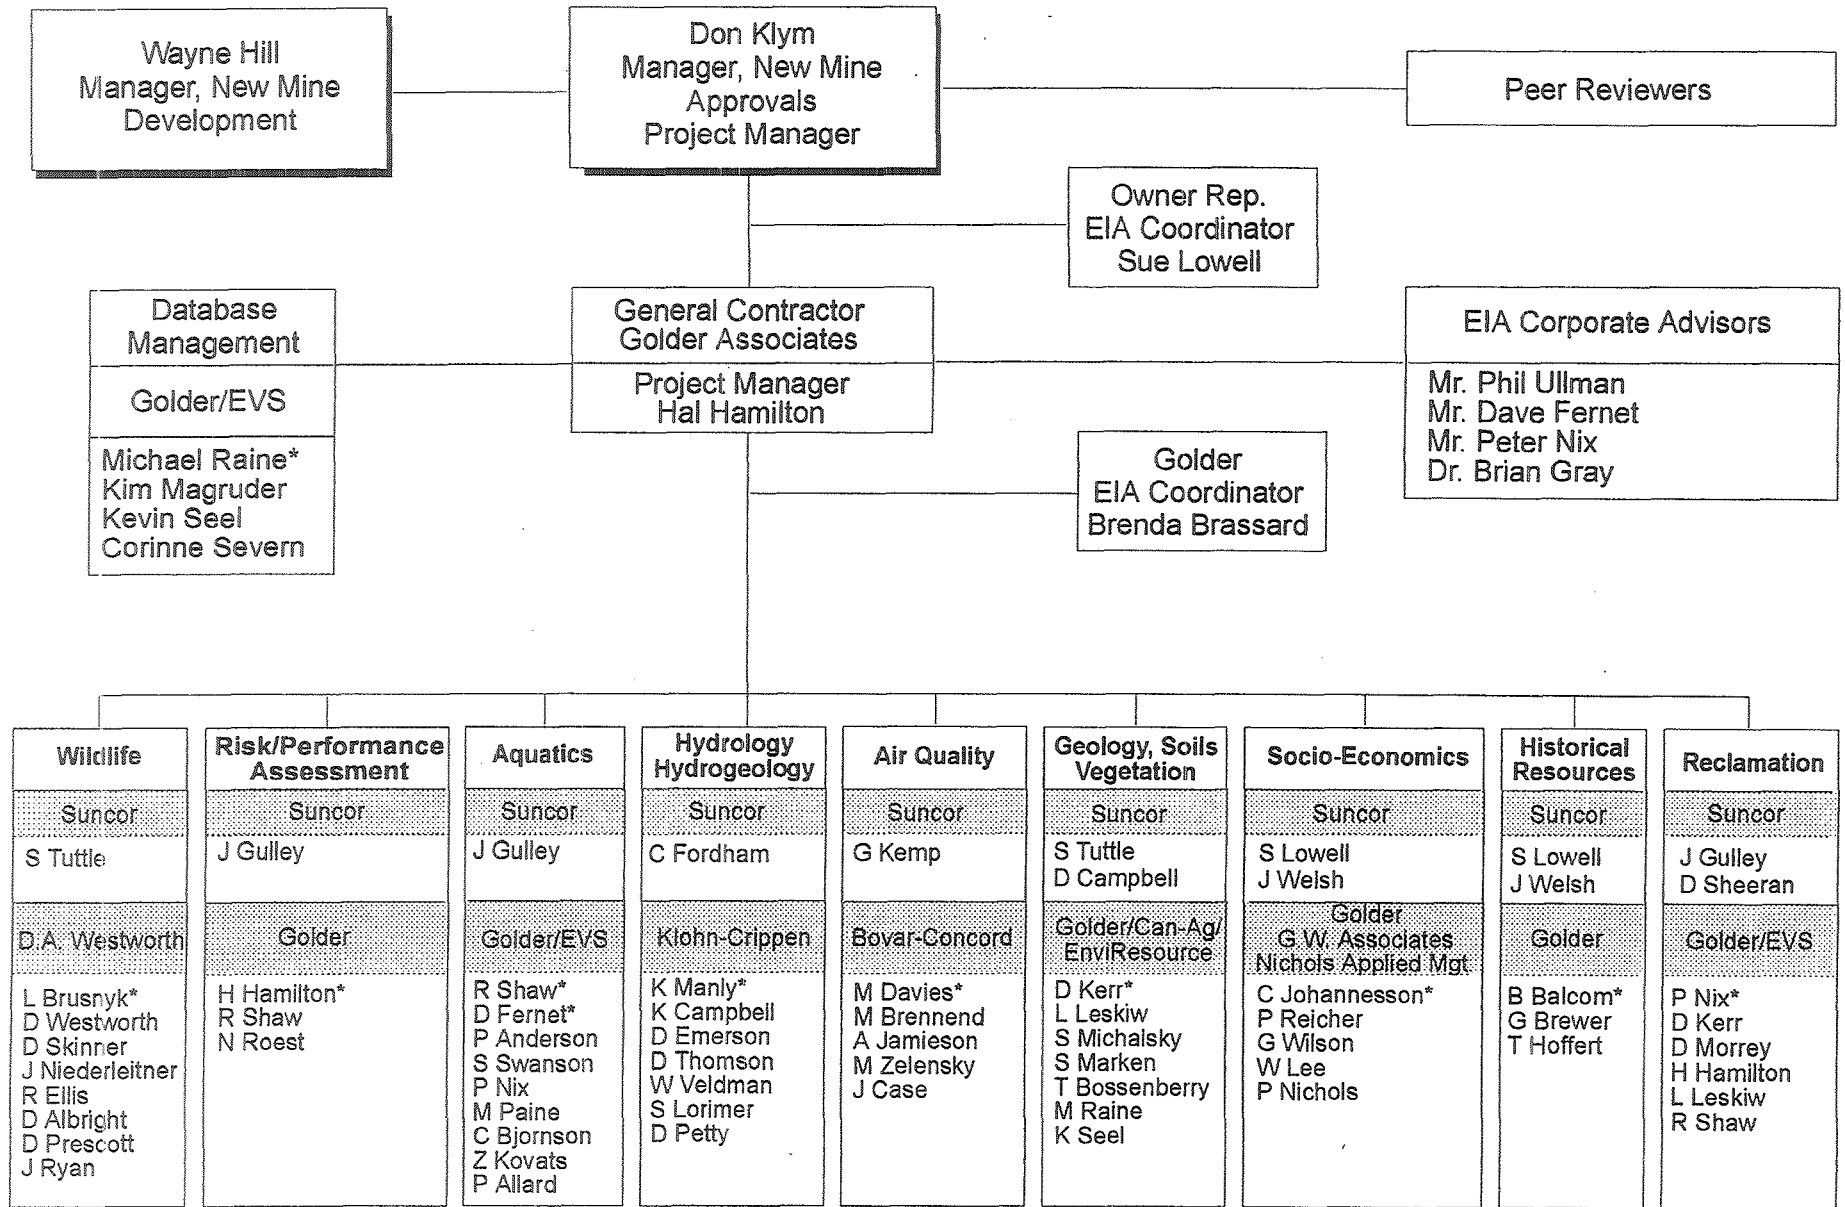 Wayne Hill
Manager, New Mine
Development
Don Klym
Manager, New Mine
Approvals
Project Manager
Peer Reviewers
Owner Rep.
EIA Coordinator
Sue Lowell
Database
Management
Golder/EVS
Michael Raine*
Kim Magruder
Kevin Seel
Corinne Severn
General Contractor
Golder Associates
Project Manager
Hal Hamilton
EIA Corporate Advisors
Mr. Phil Ullman
Mr. Dave Fernet
Mr. Peter Nix
Dr. Brian Gray
Golder
EIA Coordinator
Brenda Brassard
Wildlife
Suncor
S Tuttle
D.A. Westworth
L Brusnyk*
D Westworth
D Skinner
J Niederleitner
R Ellis
D Albright
D Prescott
J Ryan
Risk/Performance
Assessment
Suncor
J Gulley
Golder
H Hamilton*
R Shaw
N Roest
Aquatics
Suncor
J Gulley
Golder/EVS
R Shaw*
D Fernet*
P Anderson
S Swanson
P Nix
M Paine
C Bjornson
Z Kovats
P Allard
Hydrology
Hydrogeology
Suncor
C Fordham
Klohn-Crippen
K Manly*
K Campbell
D Emerson
D Thomson
W Veldman
S Lorimer
D Petty
Air Quality
Suncor
G Kemp
Bovar-Concord
M Davies*
M Brennend
A Jamieson
M Zelensky
J Case
Geology, Soils
Vegetation
Suncor
S Tuttle
D Campbell
Golder/Can-Ag/
EnviResource
D Kerr*
L Leskiw
S Michalsky
S Marken
T Bossenberry
M Raine
K Seel
Socio-Economics
Suncor
S Lowell
J Welsh
Golder
G.W. Associates
Nichols Applied Mgt.
C Johannesson*
P Reicher
G Wilson
W Lee
P Nichols
Historical
Resources
Suncor
S Lowell
J Welsh
Golder
B Balcom*
G Brewer
T Hoffert
Reclamation
Suncor
J Gulley
D Sheeran
Golder/EVS
P Nix*
D Kerr
D Morrey
H Hamilton
L Leskiw
R Shaw